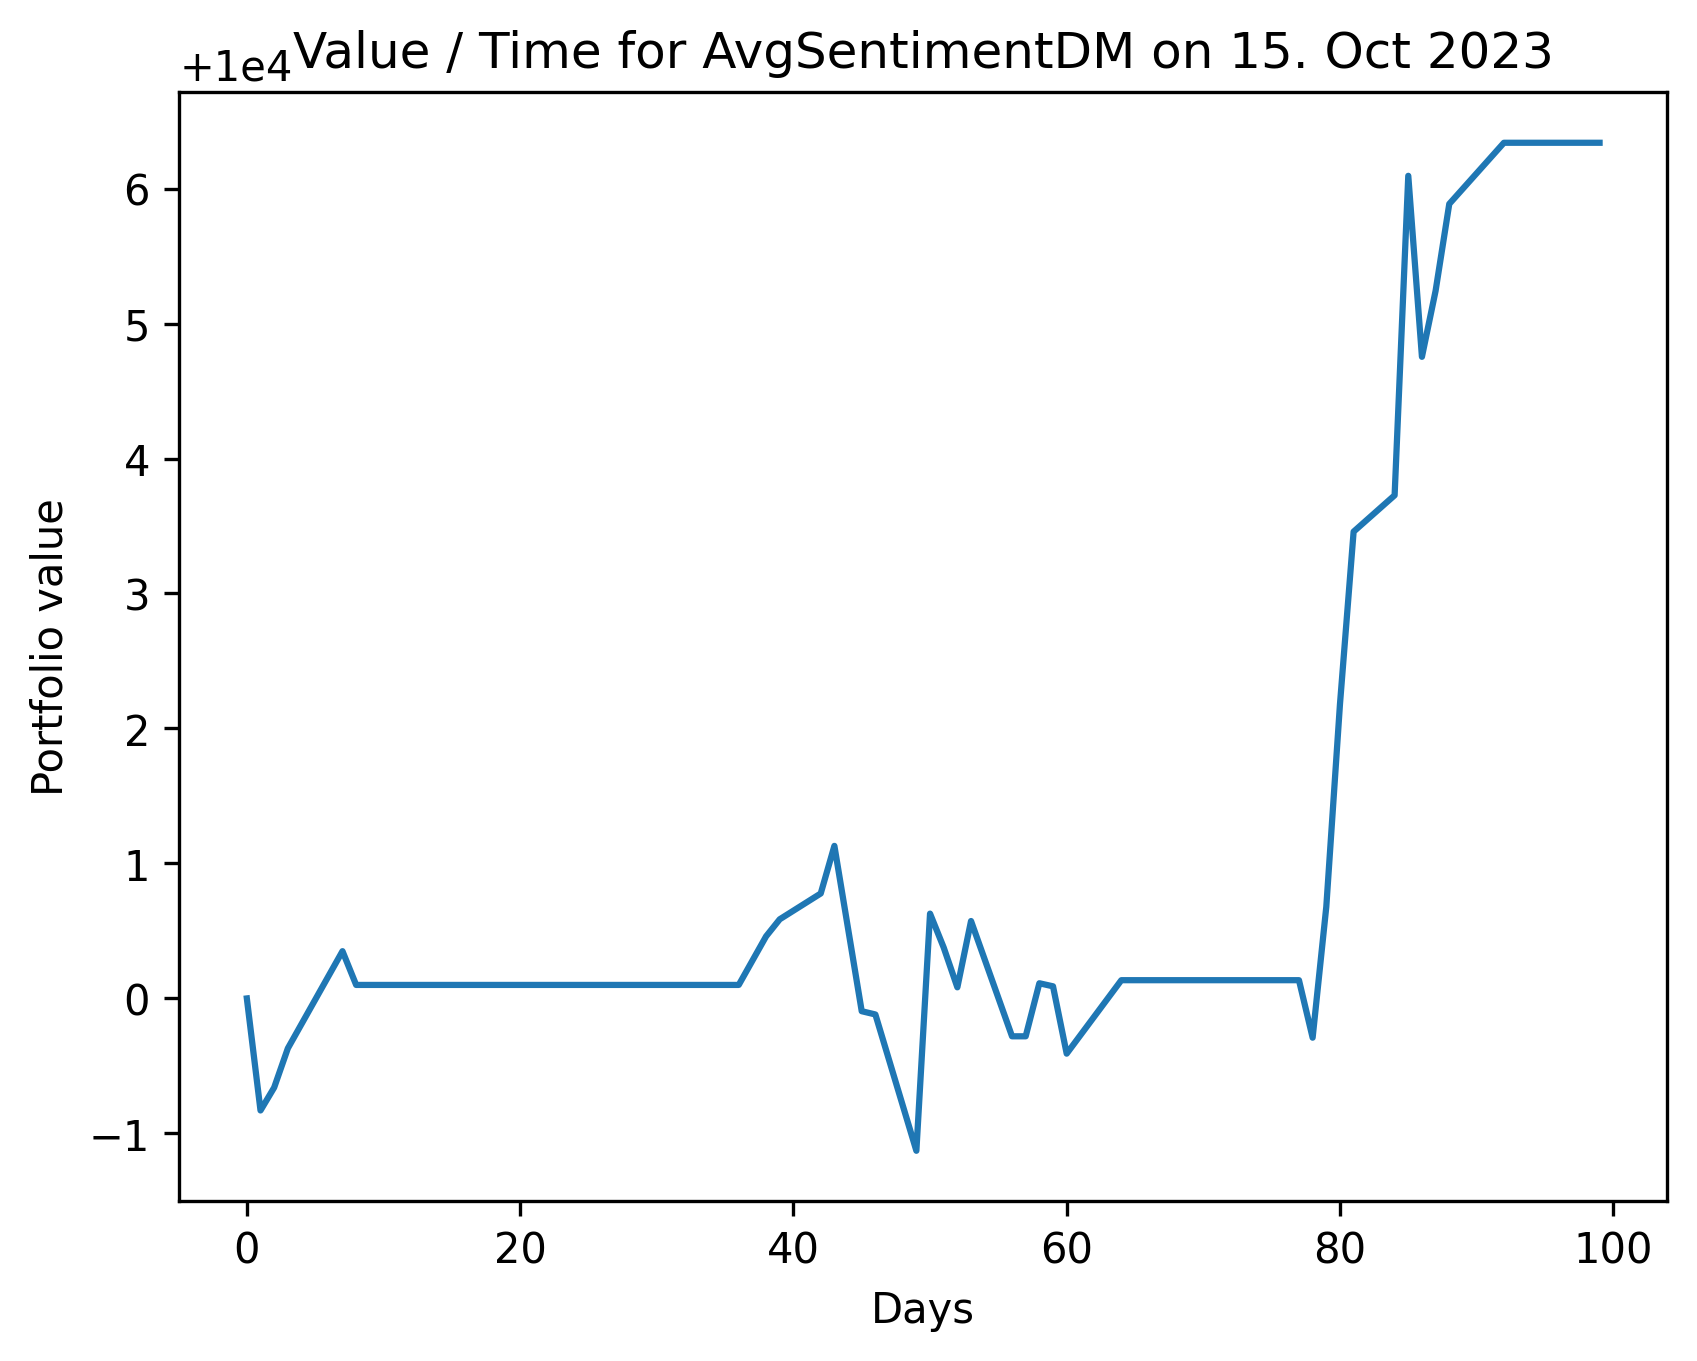 Value / Time for AvgSentimentDM on 15. Oct 2023
+1e4
6
5
4
3
2
1
0
−1
Portfolio value
0 20 40 60 80 100
Days